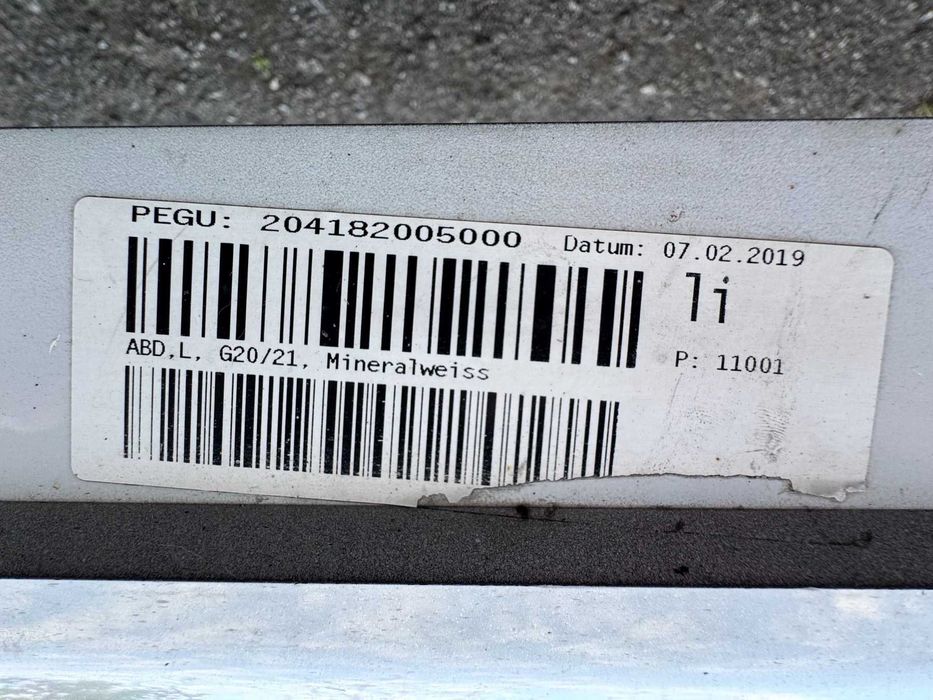 PEGU: 204182005000 Datum: 07.02.2019
li
ABD,L, G20/21, Mineralweiss P: 11001